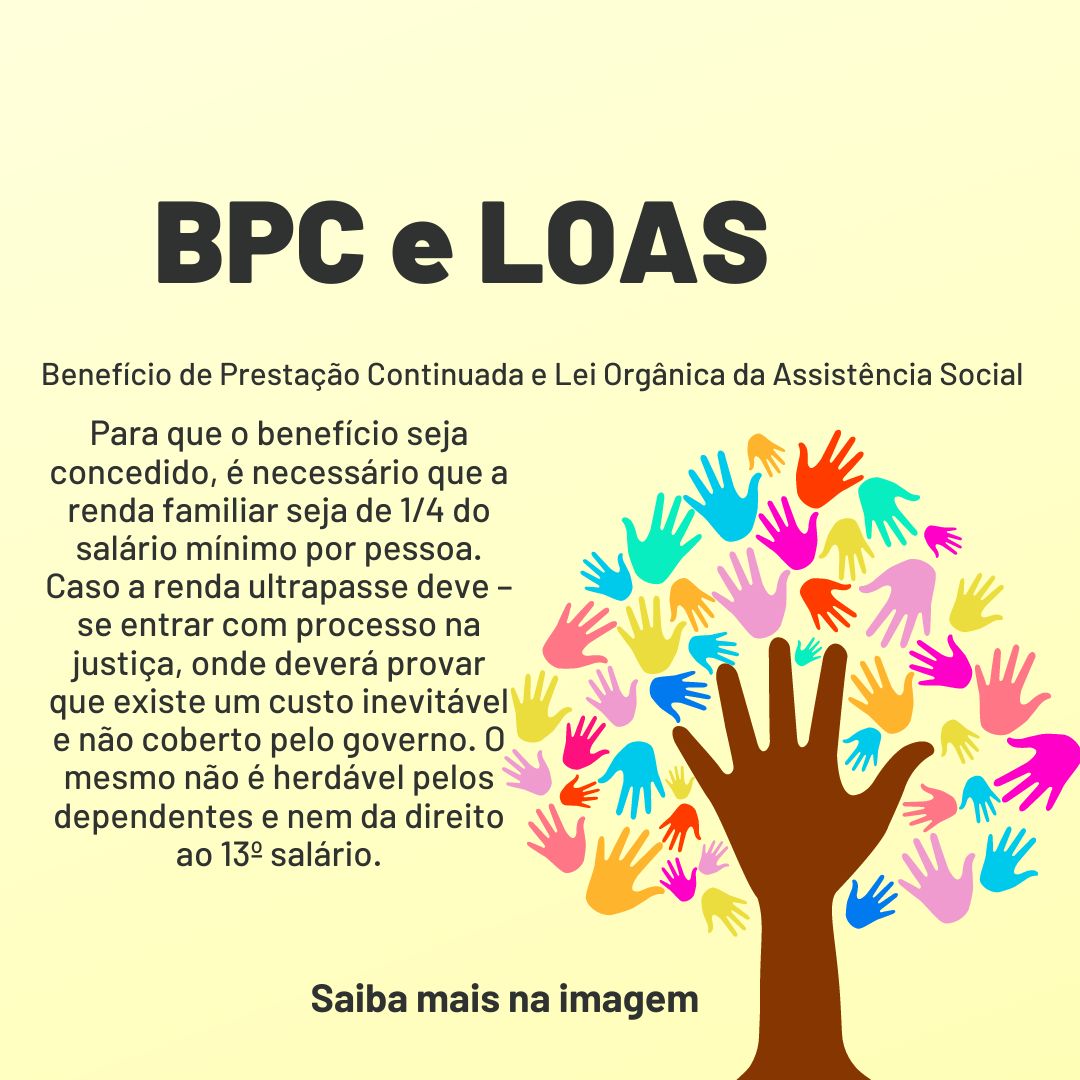 BPC e LOAS
Benefício de Prestação Continuada e Lei Orgânica da Assistência Social
Para que o benefício seja
concedido, é necessário que a
renda familiar seja de 1/4 do
salário mínimo por pessoa.
Caso a renda ultrapasse deve –
se entrar com processo na
justiça, onde deverá provar
que existe um custo inevitável
e não coberto pelo governo. O
mesmo não é herdável pelos
dependentes e nem da direito
ao 13º salário.
Saiba mais na imagem